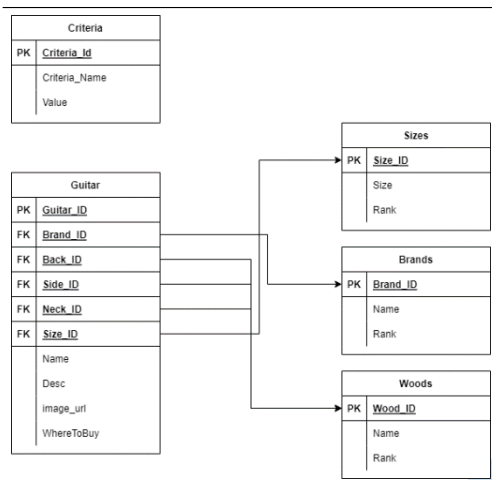 Criteria
PK Criteria_Id
Criteria_Name
Value
Sizes
PK Size_ID
Size
Rank
Guitar
PK Guitar_ID
FK Brand_ID
FK Back_ID
FK Side_ID
FK Neck_ID
FK Size_ID
Name
Desc
image_url
WhereToBuy
Brands
PK Brand_ID
Name
Rank
Woods
PK Wood_ID
Name
Rank